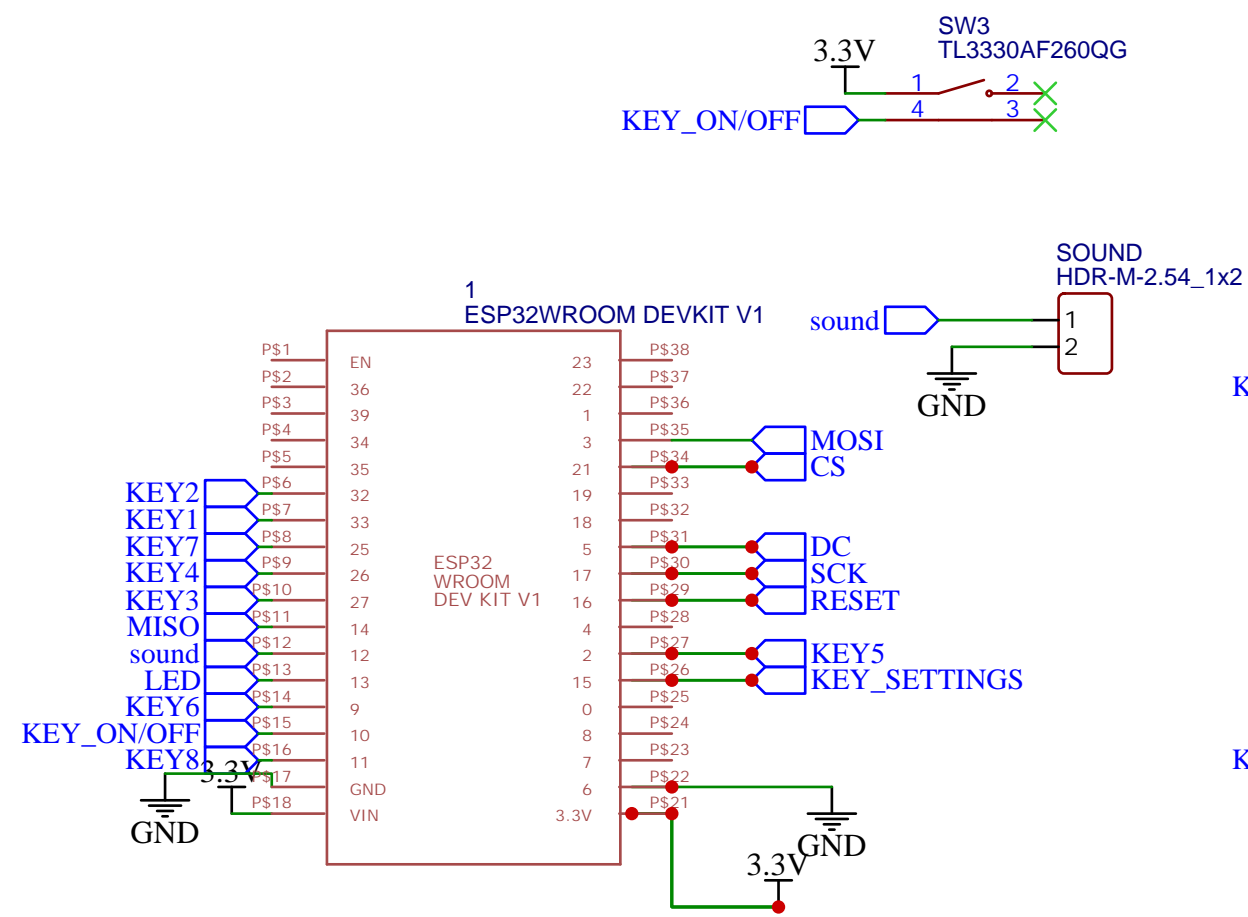 SW3
TL3330AF260QG
3.3V
1
2
4
3
KEY_ON/OFF
SOUND
HDR-M-2.54_1x2
sound
1
2
GND
1
ESP32WROOM DEVKIT V1
ESP32
WROOM
DEV KIT V1
P$1 EN
P$2 36
P$3 39
P$4 34
P$5 35
KEY2 P$6 32
KEY1 P$7 33
KEY7 P$8 25
KEY4 P$9 26
KEY3 P$10 27
MISO P$11 14
sound P$12 12
LED P$13 13
KEY6 P$14 9
KEY_ON/OFF P$15 10
KEY8 P$16 11
3.3V P$17 GND
P$18 VIN
GND
23 P$38
22 P$37
1 P$36
3 P$35 MOSI
21 P$34 CS
19 P$33
18 P$32
5 P$31 DC
17 P$30 SCK
16 P$29 RESET
4 P$28
2 P$27 KEY5
15 P$26 KEY_SETTINGS
0 P$25
8 P$24
7 P$23
6 P$22
3.3V P$21
GND
3.3V
K
K